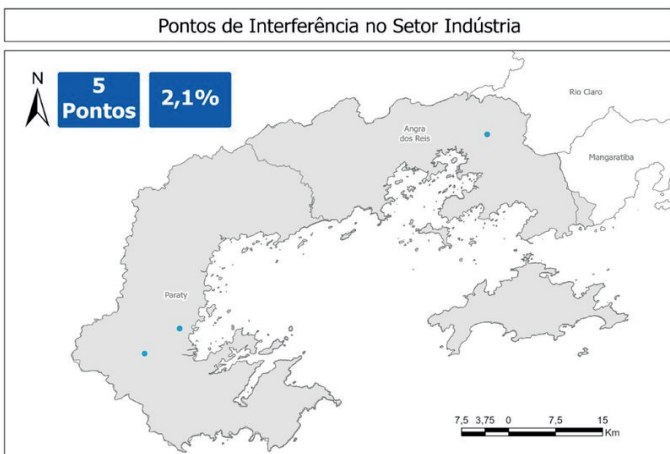 Pontos de Interferência no Setor Indústria
N
5
Pontos
2,1%
Rio Claro
Angra
dos Reis
Mangaratiba
Paraty
7,5 3,75 0 7,5 15
Km